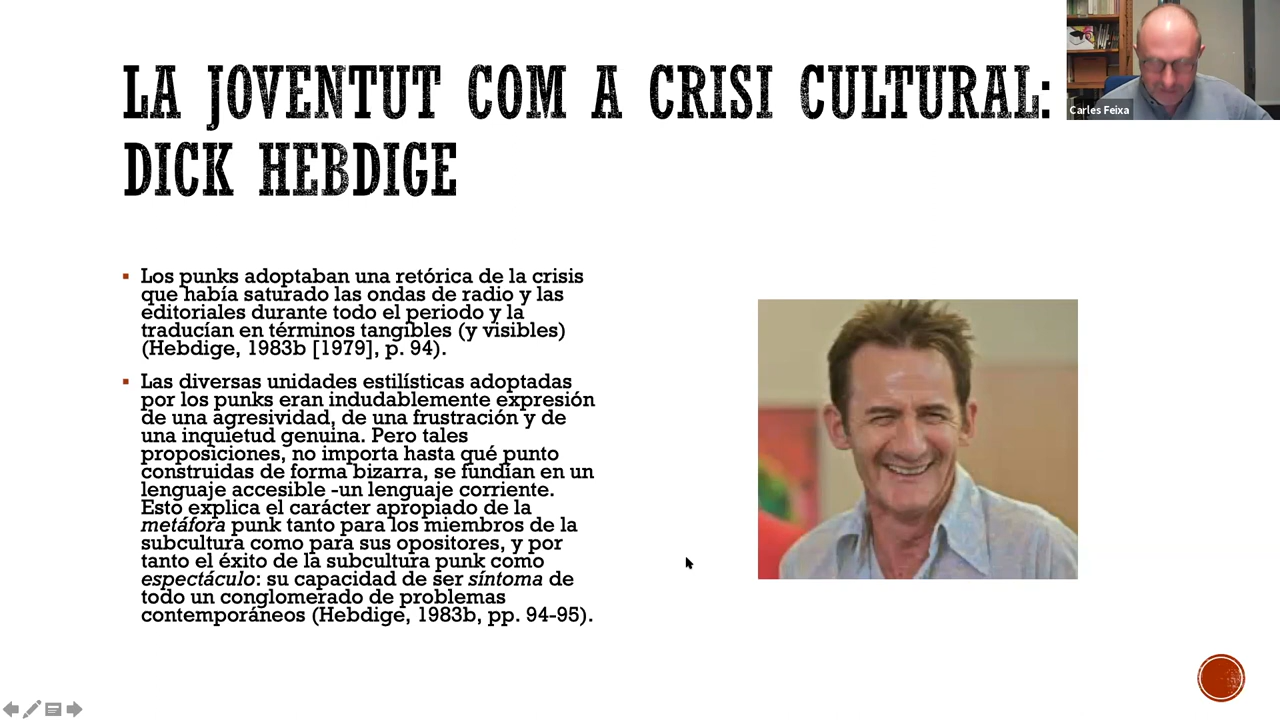 LA JOVENTUT COM A CRISI CULTURAL:
DICK HEBDIGE
Carles Feixa
▪ Los punks adoptaban una retórica de la crisis
que había saturado las ondas de radio y las
editoriales durante todo el periodo y la
traducían en términos tangibles (y visibles)
(Hebdige, 1983b [1979], p. 94).
▪ Las diversas unidades estilísticas adoptadas
por los punks eran indudablemente expresión
de una agresividad, de una frustración y de
una inquietud genuina. Pero tales
proposiciones, no importa hasta qué punto
construidas de forma bizarra, se fundían en un
lenguaje accesible -un lenguaje corriente.
Esto explica el carácter apropiado de la
metáfora punk tanto para los miembros de la
subcultura como para sus opositores, y por
tanto el éxito de la subcultura punk como
espectáculo: su capacidad de ser síntoma de
todo un conglomerado de problemas
contemporáneos (Hebdige, 1983b, pp. 94-95).